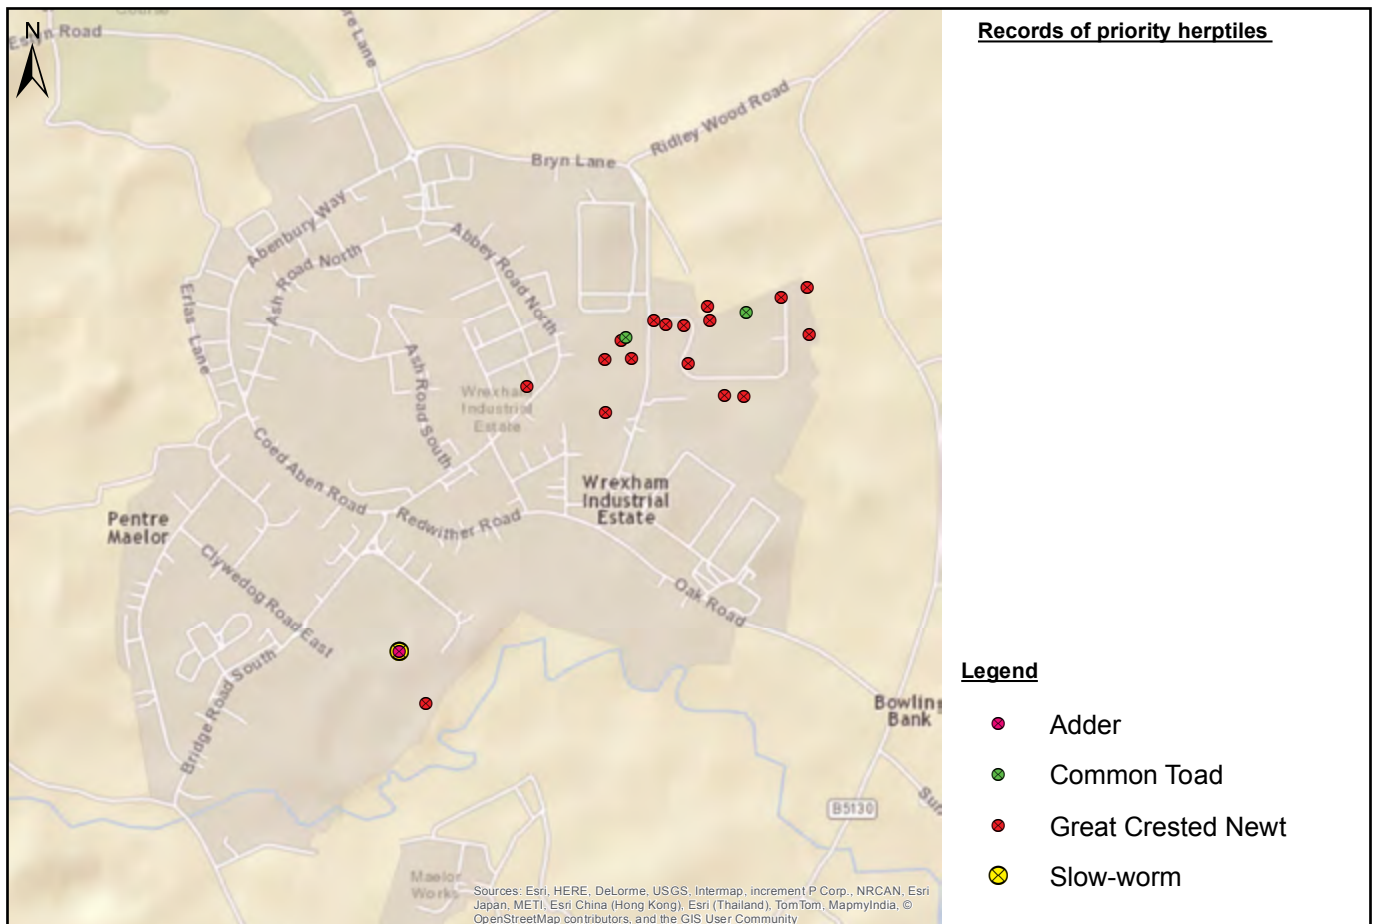 Records of priority herptiles
N
Road
Bryn Lane
Ridley Wood Road
Abenbury Way
Ash Road North
Abbey Road North
Erlas Lane
Ash Road South
Wrexham
Industrial
Estate
Coed Aben Road
Redwither Road
Wrexham
Industrial
Estate
Pentre
Maelor
Clywedog Road East
Oak Road
Bridge Road South
Bowling
Bank
B5130
Maelor
Works
Legend
Adder
Common Toad
Great Crested Newt
Slow-worm
Sources: Esri, HERE, DeLorme, USGS, Intermap, increment P Corp., NRCAN, Esri
Japan, METI, Esri China (Hong Kong), Esri (Thailand), TomTom, MapmyIndia, ©
OpenStreetMap contributors, and the GIS User Community